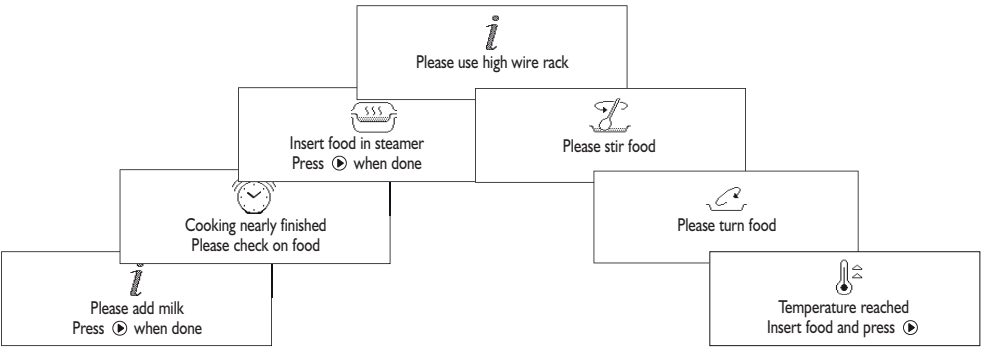 i
Please use high wire rack
Insert food in steamer
Press when done
Please stir food
Cooking nearly finished
Please check on food
Please turn food
i
Please add milk
Press when done
Temperature reached
Insert food and press